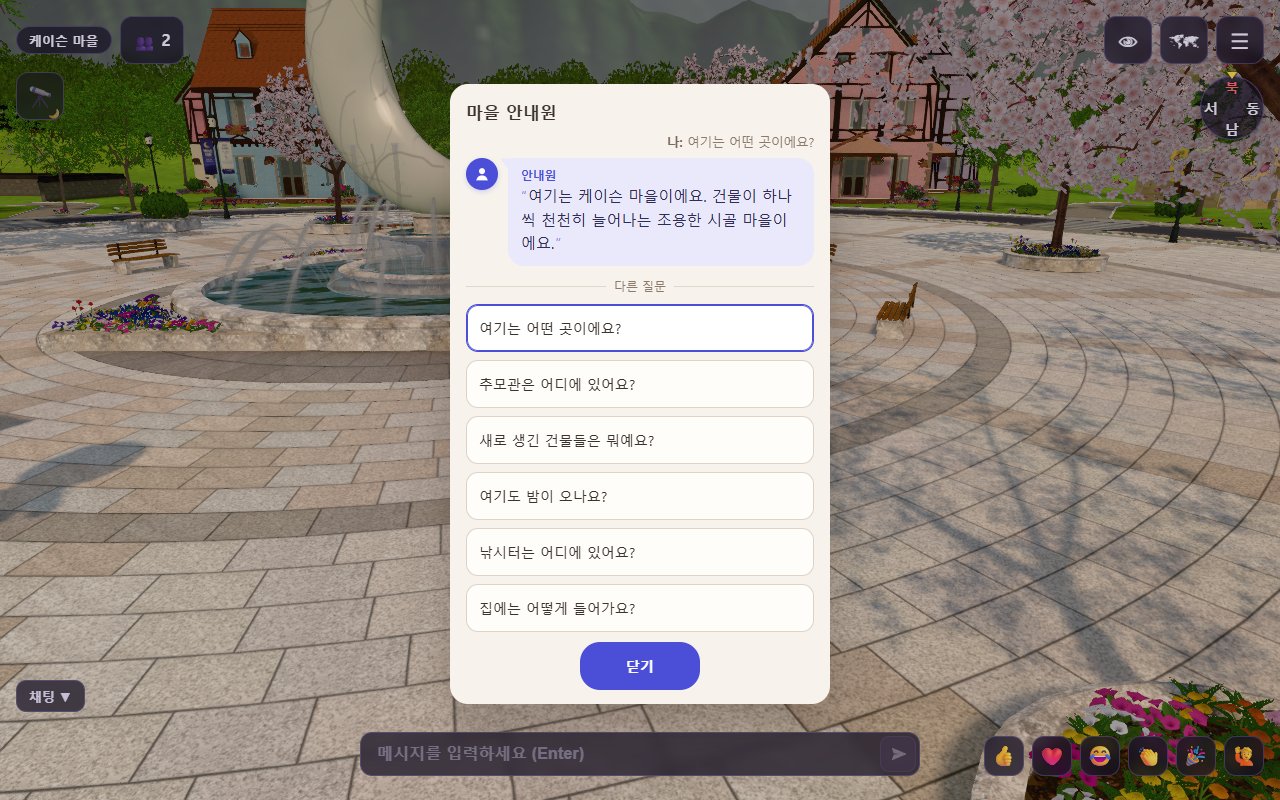 케이슨 마을
2
북
서 동
남
마을 안내원
나: 여기는 어떤 곳이에요?
안내원
“여기는 케이슨 마을이에요. 건물이 하나
씩 천천히 늘어나는 조용한 시골 마을이
에요.”
다른 질문
여기는 어떤 곳이에요?
추모관은 어디에 있어요?
새로 생긴 건물들은 뭐예요?
여기도 밤이 오나요?
낚시터는 어디에 있어요?
집에는 어떻게 들어가요?
닫기
채팅 ▼
메시지를 입력하세요 (Enter)